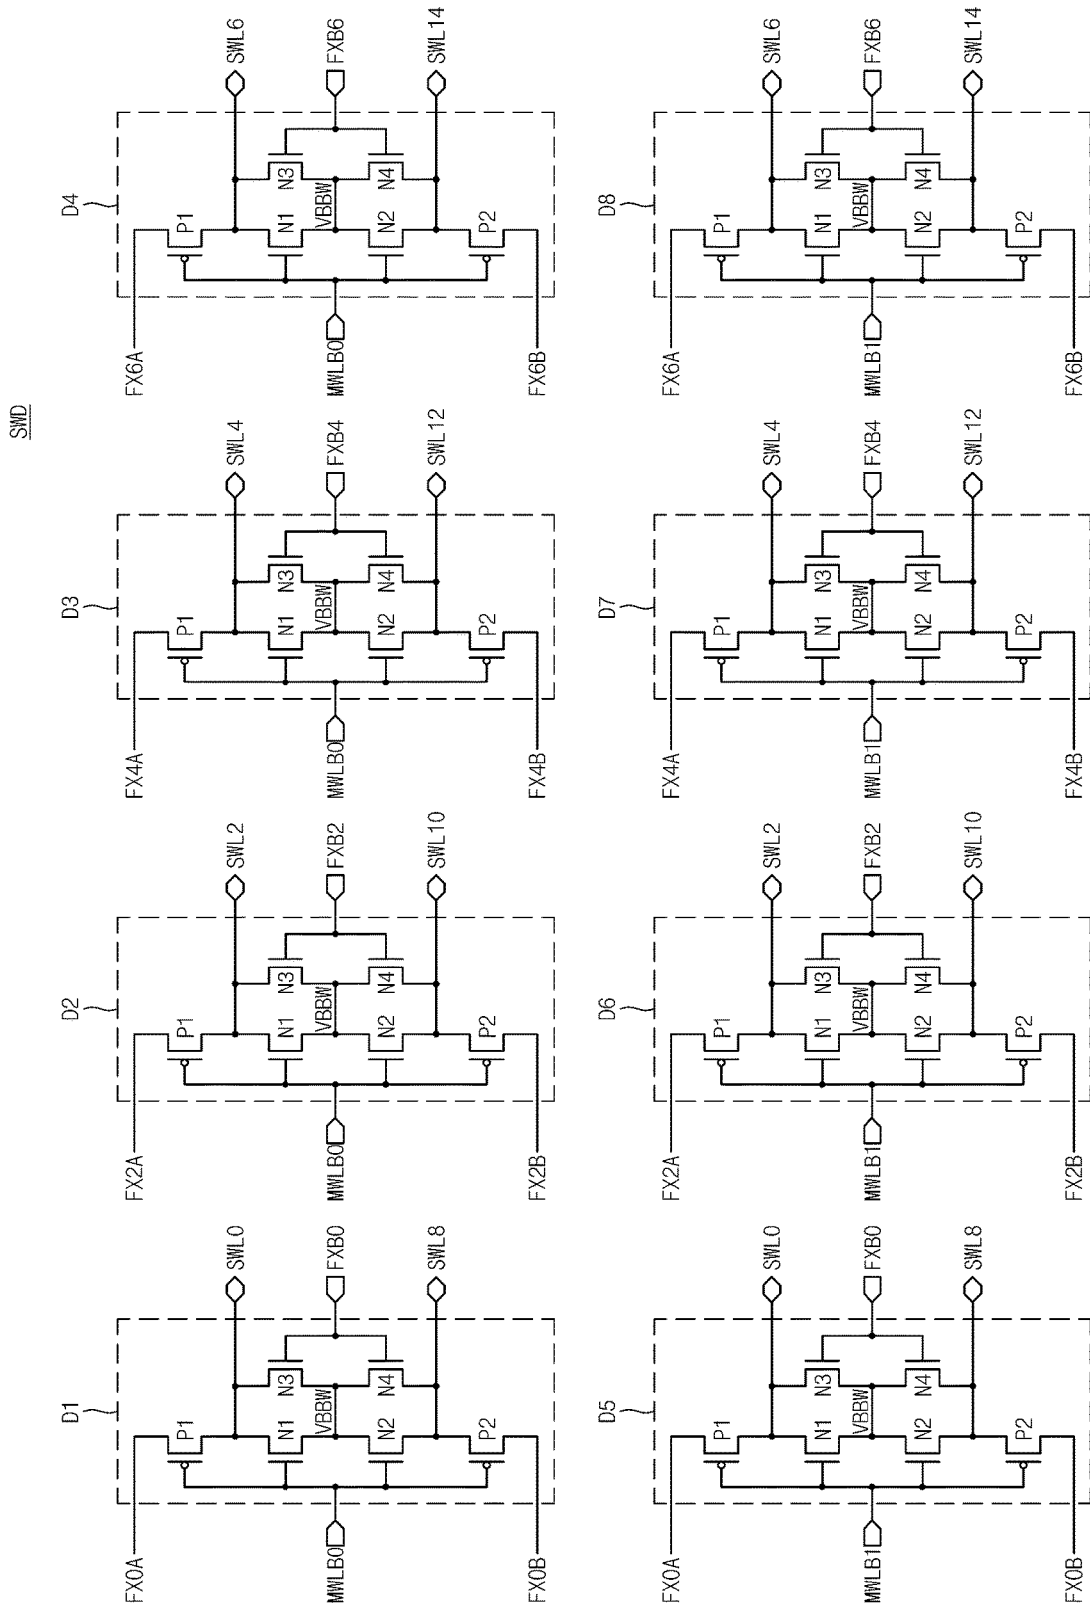 SWD
D1
FX0A
P1
SWL0
N1
N3
VBBW
MWLB0
FXB0
N2
N4
SWL8
P2
FX0B
D2
FX2A
P1
SWL2
N1
N3
VBBW
MWLB0
FXB2
N2
N4
SWL10
P2
FX2B
D3
FX4A
P1
SWL4
N1
N3
VBBW
MWLB0
FXB4
N2
N4
SWL12
P2
FX4B
D4
FX6A
P1
SWL6
N1
N3
VBBW
MWLB0
FXB6
N2
N4
SWL14
P2
FX6B
D5
FX0A
P1
SWL0
N1
N3
VBBW
MWLB1
FXB0
N2
N4
SWL8
P2
FX0B
D6
FX2A
P1
SWL2
N1
N3
VBBW
MWLB1
FXB2
N2
N4
SWL10
P2
FX2B
D7
FX4A
P1
SWL4
N1
N3
VBBW
MWLB1
FXB4
N2
N4
SWL12
P2
FX4B
D8
FX6A
P1
SWL6
N1
N3
VBBW
MWLB1
FXB6
N2
N4
SWL14
P2
FX6B